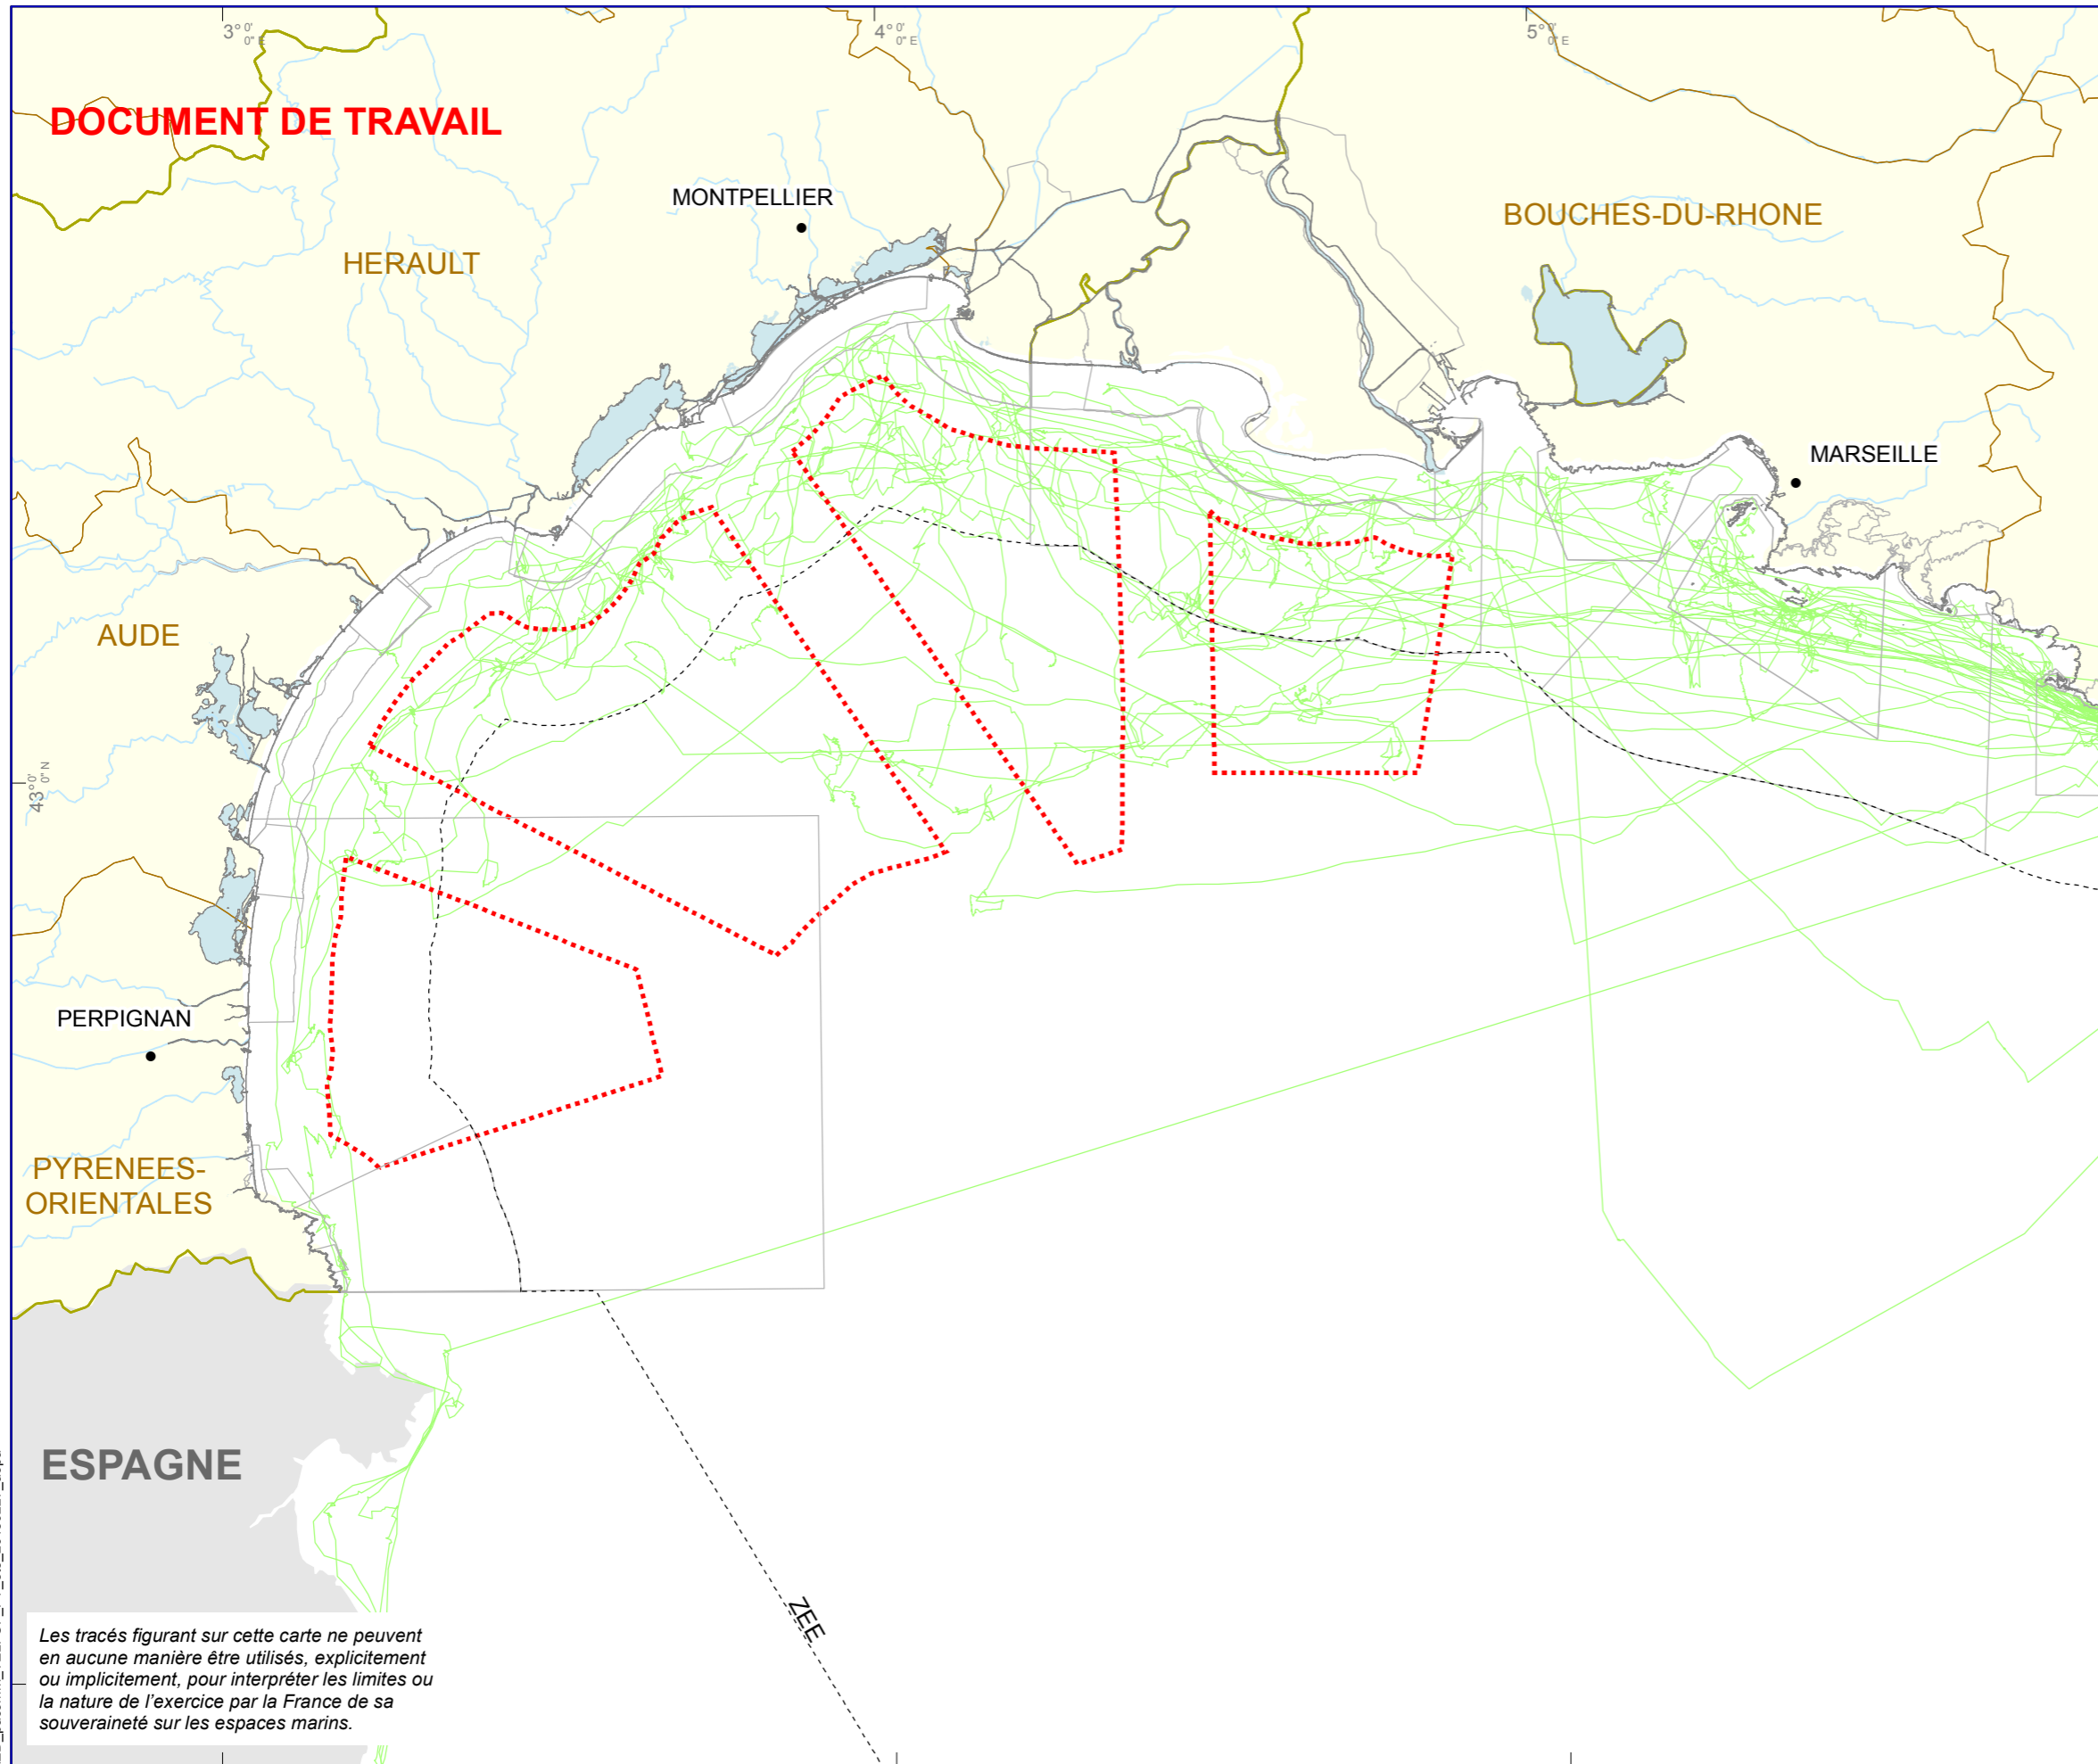 3° 0' 0" E
4° 0' 0" E
5° 0' 0" E
DOCUMENT DE TRAVAIL
MONTPELLIER
BOUCHES-DU-RHONE
HERAULT
MARSEILLE
AUDE
43° 0' 0" N
PERPIGNAN
PYRENEES-
ORIENTALES
ESPAGNE
ZEE
Les tracés figurant sur cette carte ne peuvent
en aucune manière être utilisés, explicitement
ou implicitement, pour interpréter les limites ou
la nature de l'exercice par la France de sa
souveraineté sur les espaces marins.